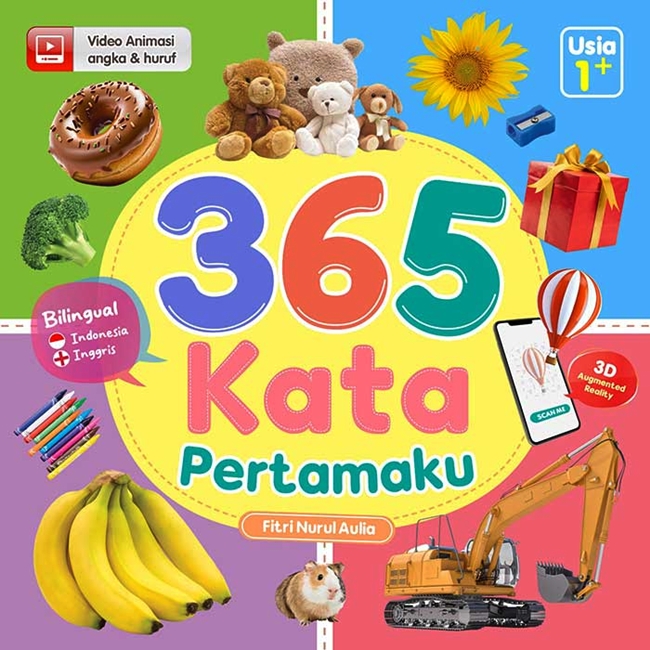 Video Animasi
angka & huruf
Usia
1+
365
Kata
Pertamaku
Bilingual
Indonesia
Inggris
SCAN ME
3D
Augmented
Reality
Fitri Nurul Aulia